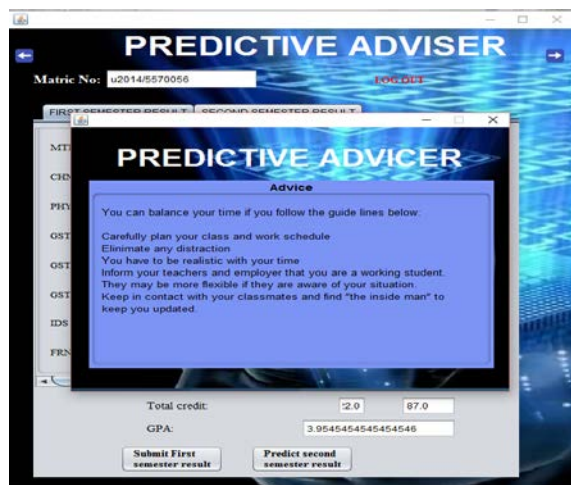 PREDICTIVE ADVISER
Matric No: u2014/5570056
LOG OUT
FIRST SEMESTER RESULT SECOND SEMESTER RESULT
PREDICTIVE ADVICER
Advice
You can balance your time if you follow the guide lines below:
Carefully plan your class and work schedule
Elinimate any distraction
You have to be realistic with your time
Inform your teachers and employer that you are a working student.
They may be more flexible if they are aware of your situation.
Keep in contact with your classmates and find "the inside man" to
keep you updated.
PHY
GST
GST
GST
IDS
FRN
Total credit: 87.0
GPA: 3.9545454545454546
Submit First
semester result
Predict second
semester result